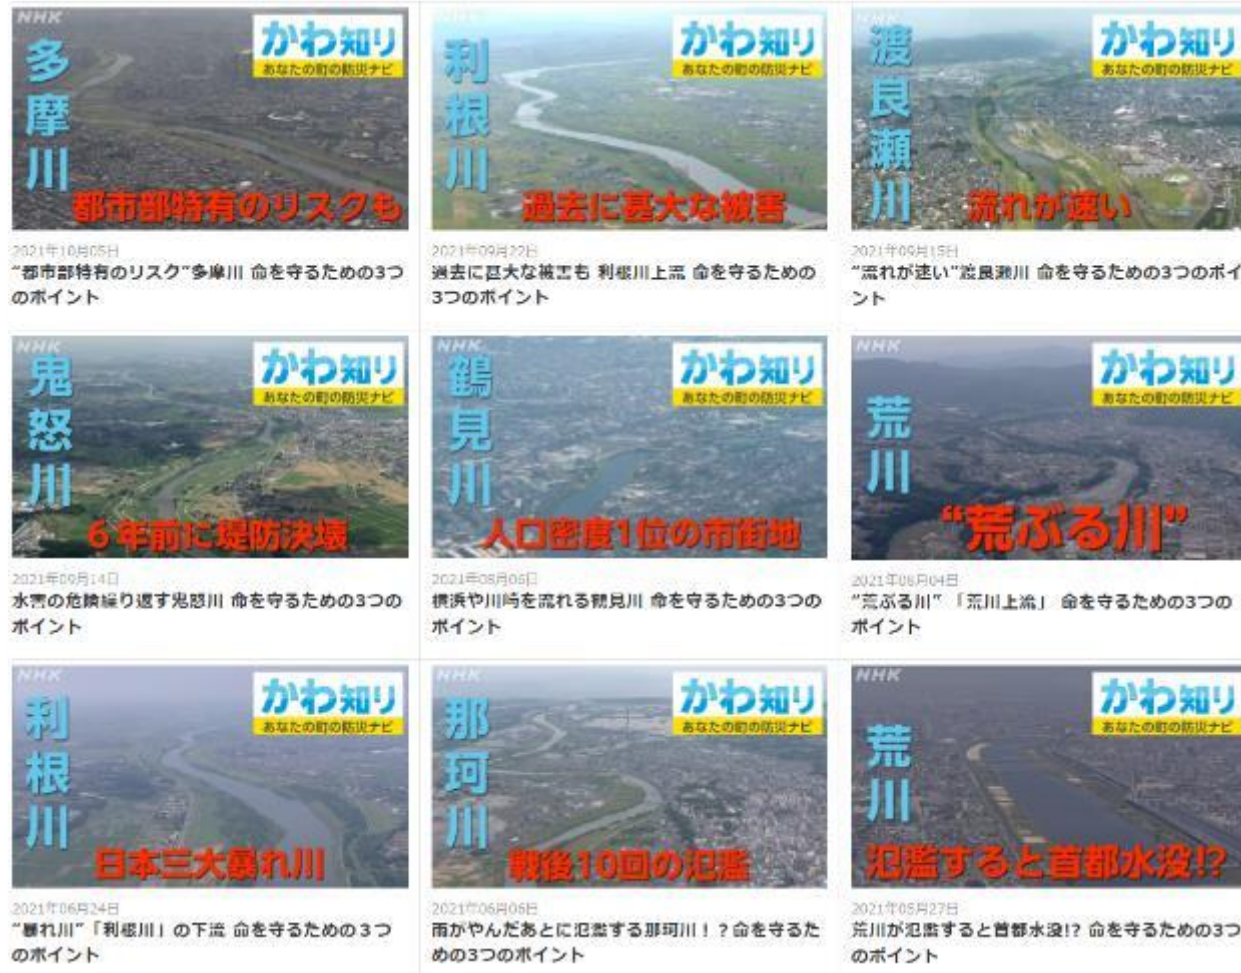 NHK
多摩川
かわ知り
あなたの町の防災ナビ
都市部特有のリスクも
2021年10月05日
“都市部特有のリスク”多摩川 命を守るための3つ
のポイント
利根川
かわ知り
あなたの町の防災ナビ
過去に甚大な被害
2021年09月22日
過去に甚大な被害も 利根川上流 命を守るための
3つのポイント
渡良瀬川
かわ知り
あなたの町の防災ナビ
流れが速い
2021年09月15日
“流れが速い”渡良瀬川 命を守るための3つのポイ
ント
NHK
鬼怒川
かわ知り
あなたの町の防災ナビ
６年前に堤防決壊
2021年09月14日
水害の危険繰り返す鬼怒川 命を守るための3つの
ポイント
NHK
鶴見川
かわ知り
あなたの町の防災ナビ
人口密度1位の市街地
2021年08月06日
横浜や川崎を流れる鶴見川 命を守るための3つの
ポイント
NHK
荒川
かわ知り
あなたの町の防災ナビ
“荒ぶる川”
2021年08月04日
“荒ぶる川” 「荒川上流」 命を守るための3つの
ポイント
NHK
利根川
かわ知り
あなたの町の防災ナビ
日本三大暴れ川
2021年06月24日
“暴れ川”「利根川」の下流 命を守るための３つ
のポイント
NHK
那珂川
かわ知り
あなたの町の防災ナビ
戦後10回の氾濫
2021年06月06日
雨がやんだあとに氾濫する那珂川！？命を守るた
めの3つのポイント
NHK
荒川
かわ知り
あなたの町の防災ナビ
氾濫すると首都水没!?
2021年05月27日
荒川が氾濫すると首都水没!? 命を守るための3つ
のポイント